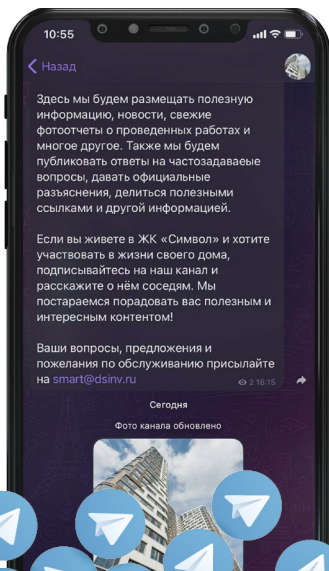 10:55
Назад
Здесь мы будем размещать полезную
информацию, новости, свежие
фотоотчеты о проведенных работах и
многое другое. Также мы будем
публиковать ответы на частозадаваеые
вопросы, давать официальные
разъяснения, делиться полезными
ссылками и другой информацией.
Если вы живете в ЖК «Символ» и хотите
участвовать в жизни своего дома,
подписывайтесь на наш канал и
расскажите о нём соседям. Мы
постараемся порадовать вас полезным и
интересным контентом!
Ваши вопросы, предложения и
пожелания по обслуживанию присылайте
на smart@dsinv.ru
2 16:15
Сегодня
Фото канала обновлено